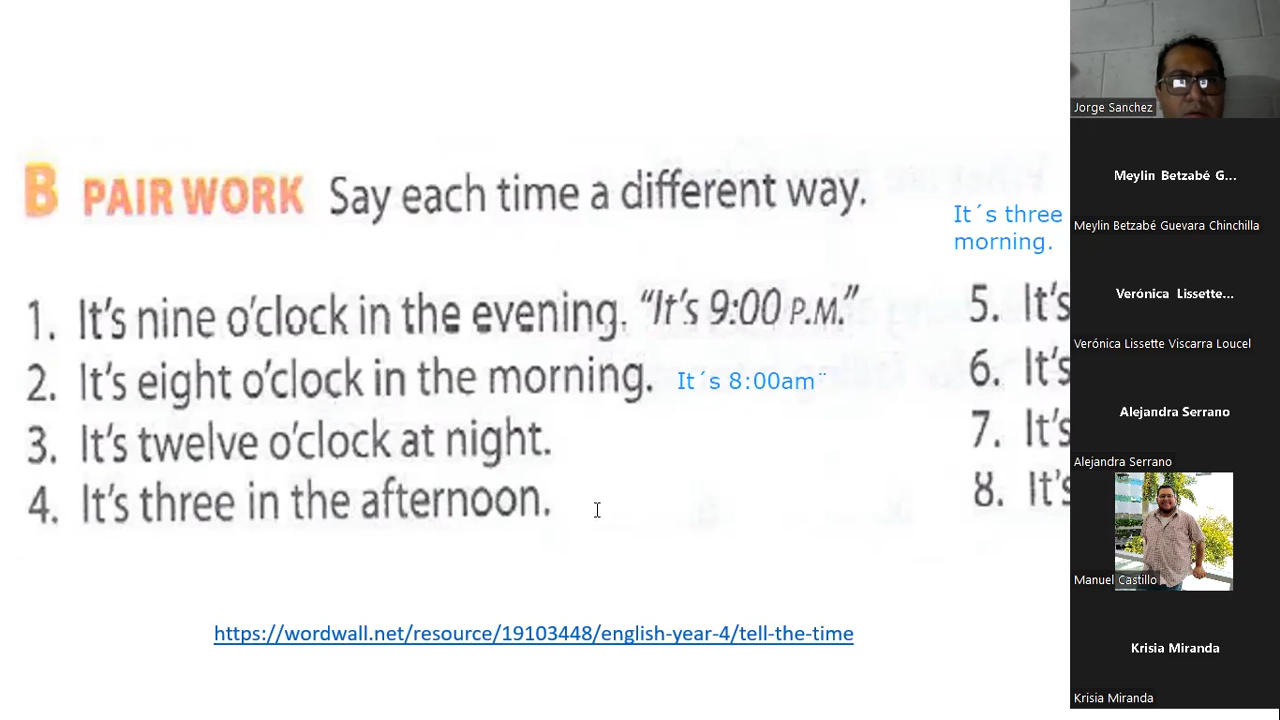 B PAIR WORK Say each time a different way.
1. It's nine o'clock in the evening. “It's 9:00 P.M.”
2. It's eight o'clock in the morning. It´s 8:00am¨
3. It's twelve o'clock at night.
4. It's three in the afternoon.
It´s three
morning.
5. It's
6. It's
7. It's
8. It's
https://wordwall.net/resource/19103448/english-year-4/tell-the-time
Jorge Sanchez
Meylin Betzabé G...
Meylin Betzabé Guevara Chinchilla
Verónica Lissette...
Verónica Lissette Viscarra Loucel
Alejandra Serrano
Alejandra Serrano
Manuel Castillo
Krisia Miranda
Krisia Miranda